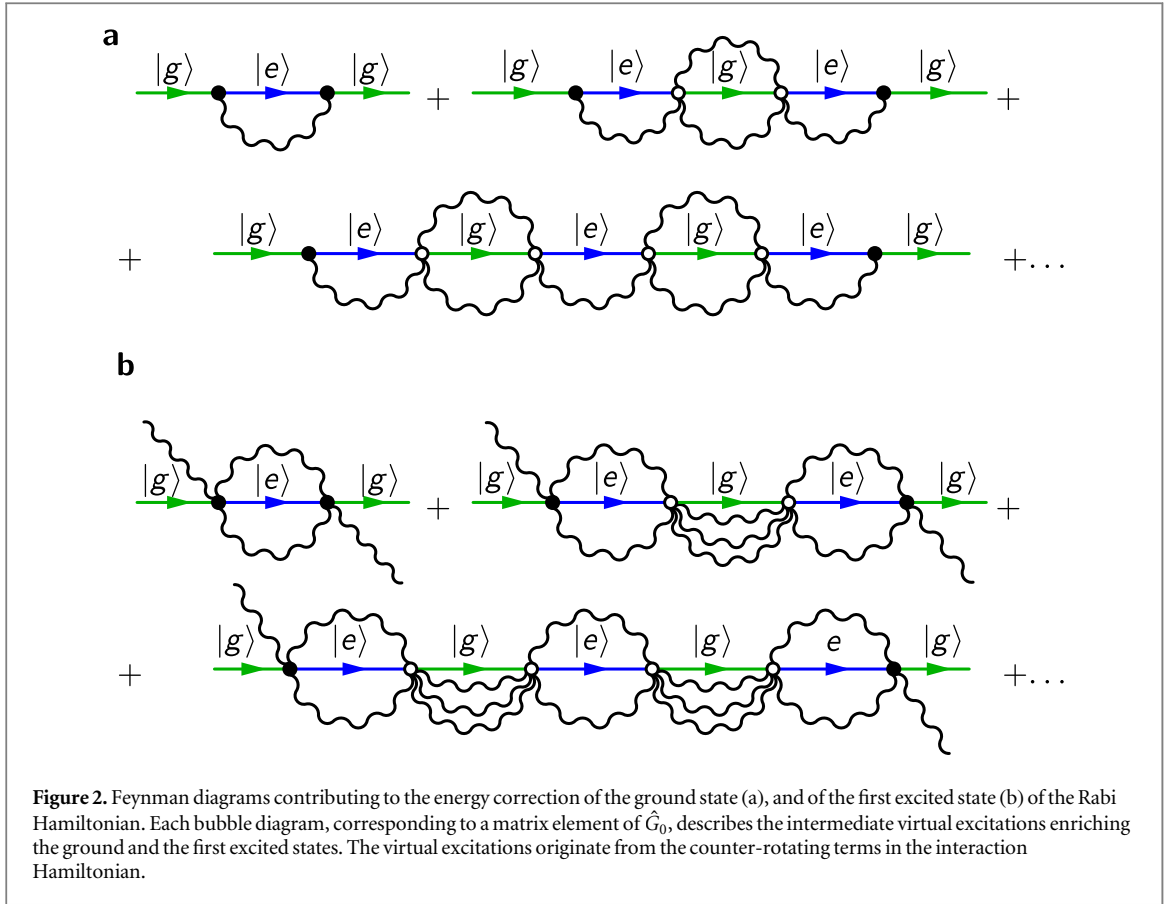 a
|g⟩ |e⟩ |g⟩ + |g⟩ |e⟩ |g⟩ |e⟩ |g⟩ +
+ |g⟩ |e⟩ |g⟩ |e⟩ |g⟩ |e⟩ |g⟩ +...
b
|g⟩ |e⟩ |g⟩ + |g⟩ |e⟩ |g⟩ |e⟩ |g⟩ +
+ |g⟩ |e⟩ |g⟩ |e⟩ |g⟩ e |g⟩ +...
Figure 2. Feynman diagrams contributing to the energy correction of the ground state (a), and of the first excited state (b) of the Rabi
Hamiltonian. Each bubble diagram, corresponding to a matrix element of Ĝ₀, describes the intermediate virtual excitations enriching
the ground and the first excited states. The virtual excitations originate from the counter-rotating terms in the interaction
Hamiltonian.